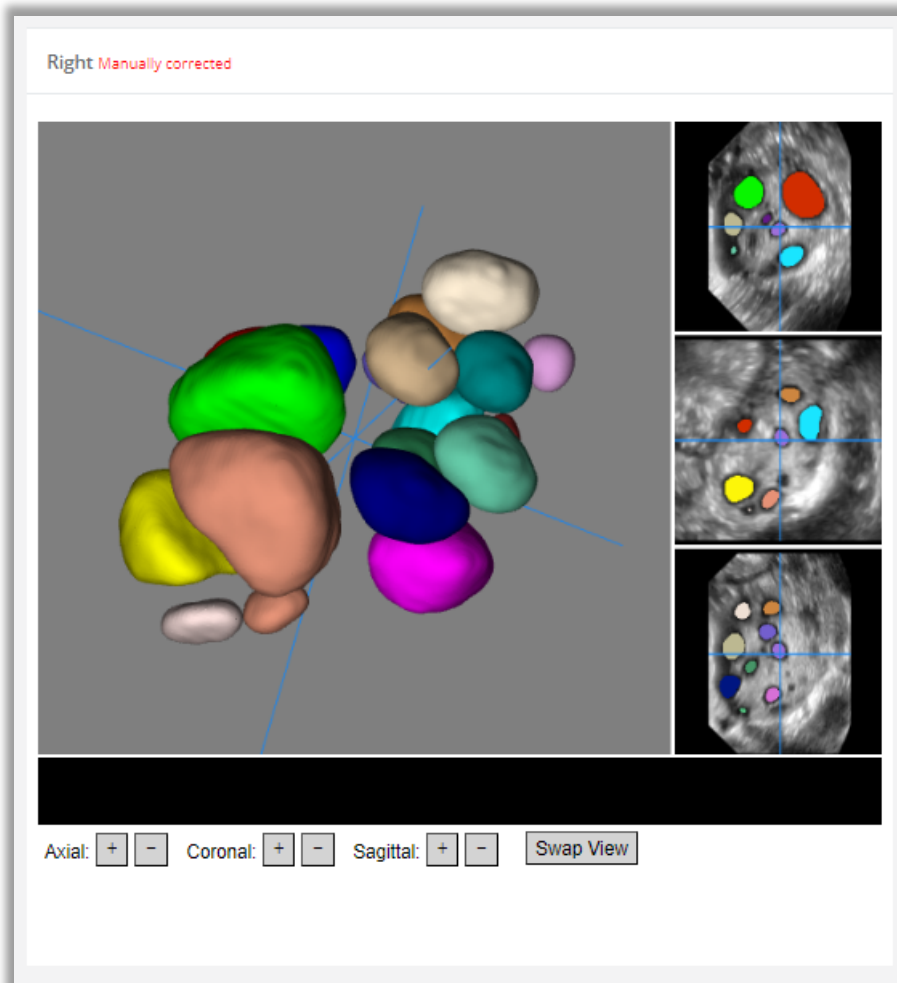 Right Manually corrected
Axial: + − Coronal: + − Sagittal: + − Swap View